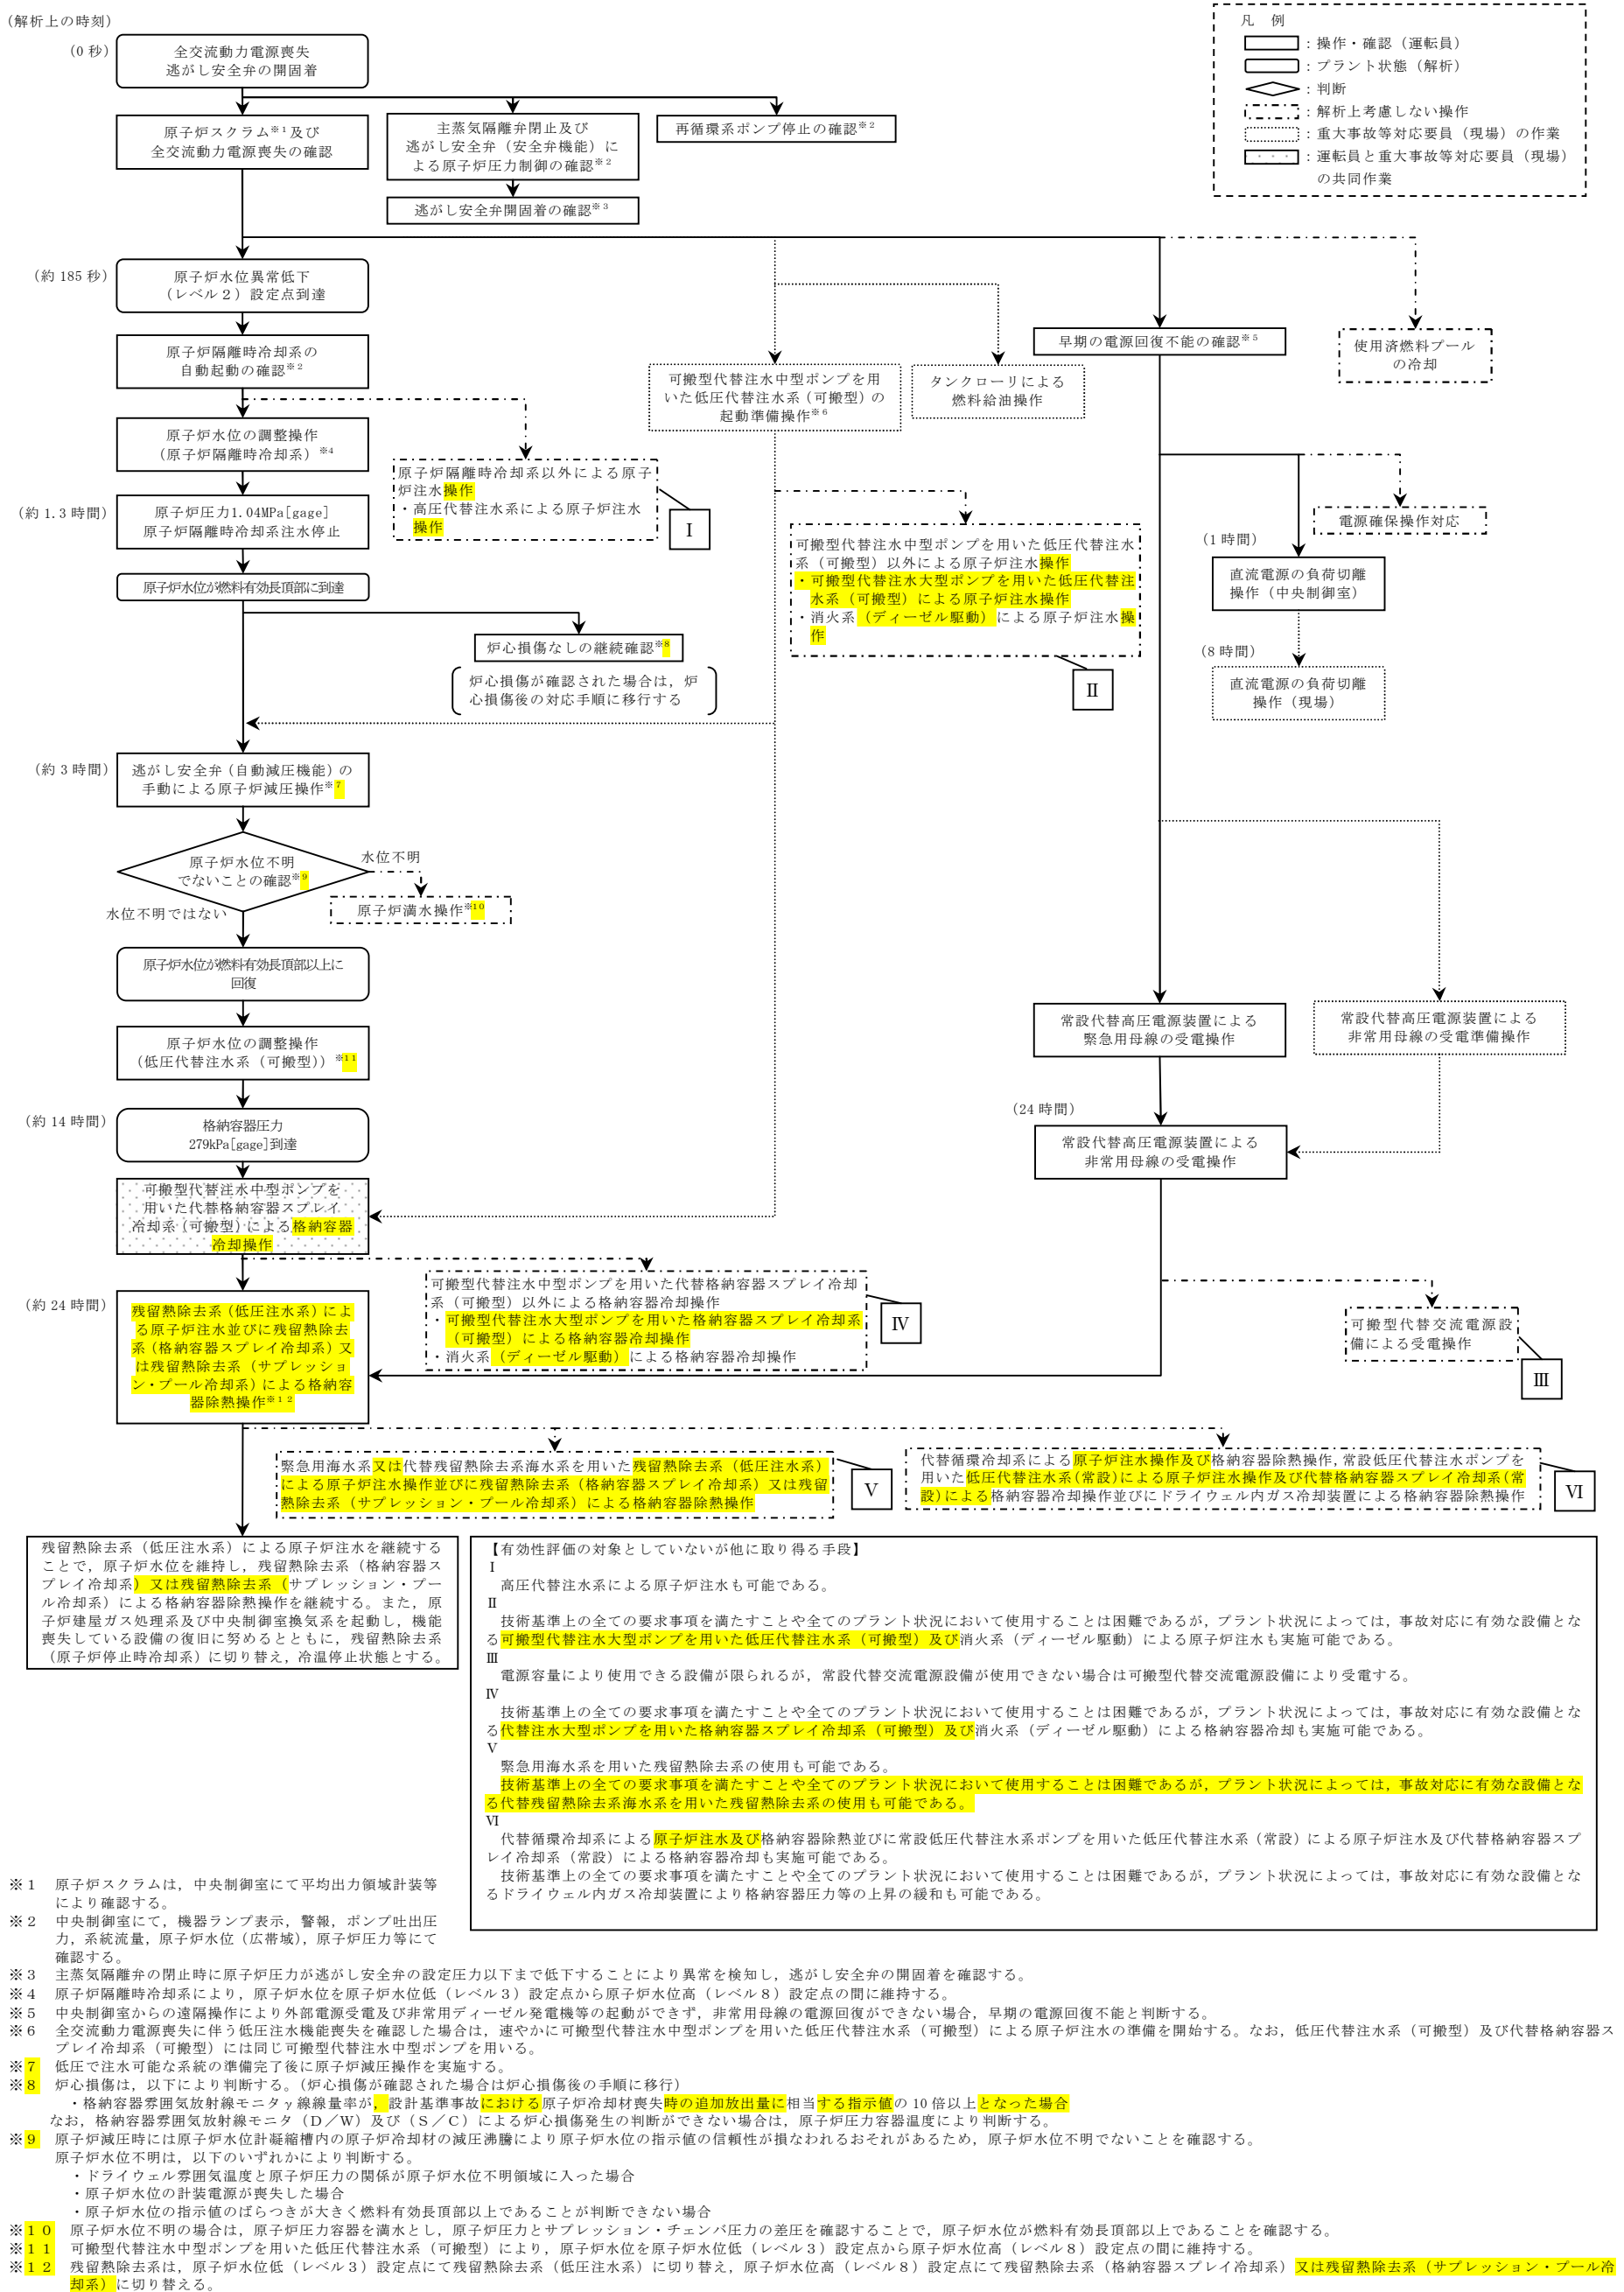 (解析上の時刻)
凡　例
：操作・確認（運転員）
：プラント状態（解析）
：判断
：解析上考慮しない操作
：重大事故等対応要員（現場）の作業
：運転員と重大事故等対応要員（現場）
の共同作業
(0 秒)
全交流動力電源喪失
逃がし安全弁の開固着
原子炉スクラム※１及び
全交流動力電源喪失の確認
主蒸気隔離弁閉止及び
逃がし安全弁（安全弁機能）に
よる原子炉圧力制御の確認※２
再循環系ポンプ停止の確認※２
逃がし安全弁開固着の確認※３
(約 185 秒)
原子炉水位異常低下
（レベル２）設定点到達
原子炉隔離時冷却系の
自動起動の確認※２
可搬型代替注水中型ポンプを用
いた低圧代替注水系（可搬型）の
起動準備操作※６
タンクローリによる
燃料給油操作
早期の電源回復不能の確認※５
使用済燃料プール
の冷却
原子炉水位の調整操作
（原子炉隔離時冷却系）※4
原子炉隔離時冷却系以外による原子
炉注水操作
・高圧代替注水系による原子炉注水
操作
Ⅰ
(約 1.3 時間)
原子炉圧力1.04MPa[gage]
原子炉隔離時冷却系注水停止
原子炉水位が燃料有効長頂部に到達
可搬型代替注水中型ポンプを用いた低圧代替注水
系（可搬型）以外による原子炉注水操作
・可搬型代替注水大型ポンプを用いた低圧代替注
水系（可搬型）による原子炉注水操作
・消火系（ディーゼル駆動）による原子炉注水操
作
Ⅱ
電源確保操作対応
(1 時間)
直流電源の負荷切離
操作（中央制御室）
(8 時間)
直流電源の負荷切離
操作（現場）
炉心損傷なしの継続確認※8
炉心損傷が確認された場合は，炉
心損傷後の対応手順に移行する
(約 3 時間)
逃がし安全弁（自動減圧機能）の
手動による原子炉減圧操作※７
原子炉水位不明
でないことの確認※９
水位不明
水位不明ではない
原子炉満水操作※10
原子炉水位が燃料有効長頂部以上に
回復
原子炉水位の調整操作
（低圧代替注水系（可搬型））※１１
常設代替高圧電源装置による
緊急用母線の受電操作
常設代替高圧電源装置による
非常用母線の受電準備操作
(約 14 時間)
格納容器圧力
279kPa[gage]到達
(24 時間)
常設代替高圧電源装置による
非常用母線の受電操作
可搬型代替注水中型ポンプを
用いた代替格納容器スプレイ
冷却系（可搬型）による格納容器
冷却操作
(約 24 時間)
残留熱除去系（低圧注水系）によ
る原子炉注水並びに残留熱除去
系（格納容器スプレイ冷却系）又
は残留熱除去系（サプレッショ
ン・プール冷却系）による格納容
器除熱操作※１２
可搬型代替注水中型ポンプを用いた代替格納容器スプレイ冷却
系（可搬型）以外による格納容器冷却操作
・可搬型代替注水大型ポンプを用いた格納容器スプレイ冷却系
（可搬型）による格納容器冷却操作
・消火系（ディーゼル駆動）による格納容器冷却操作
Ⅳ
可搬型代替交流電源設
備による受電操作
Ⅲ
緊急用海水系又は代替残留熱除去系海水系を用いた残留熱除去系（低圧注水系）
による原子炉注水操作並びに残留熱除去系（格納容器スプレイ冷却系）又は残留
熱除去系（サプレッション・プール冷却系）による格納容器除熱操作
Ⅴ
代替循環冷却系による原子炉注水操作及び格納容器除熱操作，常設低圧代替注水ポンプを
用いた低圧代替注水系（常設）による原子炉注水操作及び代替格納容器スプレイ冷却系（常
設）による格納容器冷却操作並びにドライウェル内ガス冷却装置による格納容器除熱操作
Ⅵ
残留熱除去系（低圧注水系）による原子炉注水を継続する
ことで，原子炉水位を維持し，残留熱除去系（格納容器ス
プレイ冷却系）又は残留熱除去系（サプレッション・プー
ル冷却系）による格納容器除熱操作を継続する。また，原
子炉建屋ガス処理系及び中央制御室換気系を起動し，機能
喪失している設備の復旧に努めるとともに，残留熱除去系
（原子炉停止時冷却系）に切り替え，冷温停止状態とする。
【有効性評価の対象としていないが他に取り得る手段】
Ⅰ
高圧代替注水系による原子炉注水も可能である。
Ⅱ
技術基準上の全ての要求事項を満たすことや全てのプラント状況において使用することは困難であるが，プラント状況によっては，事故対応に有効な設備とな
る可搬型代替注水大型ポンプを用いた低圧代替注水系（可搬型）及び消火系（ディーゼル駆動）による原子炉注水も実施可能である。
Ⅲ
電源容量により使用できる設備が限られるが，常設代替交流電源設備が使用できない場合は可搬型代替交流電源設備により受電する。
Ⅳ
技術基準上の全ての要求事項を満たすことや全てのプラント状況において使用することは困難であるが，プラント状況によっては，事故対応に有効な設備とな
る代替注水大型ポンプを用いた格納容器スプレイ冷却系（可搬型）及び消火系（ディーゼル駆動）による格納容器冷却も実施可能である。
Ⅴ
緊急用海水系を用いた残留熱除去系の使用も可能である。
技術基準上の全ての要求事項を満たすことや全てのプラント状況において使用することは困難であるが，プラント状況によっては，事故対応に有効な設備とな
る代替残留熱除去系海水系を用いた残留熱除去系の使用も可能である。
Ⅵ
代替循環冷却系による原子炉注水及び格納容器除熱並びに常設低圧代替注水系ポンプを用いた低圧代替注水系（常設）による原子炉注水及び代替格納容器スプ
レイ冷却系（常設）による格納容器冷却も実施可能である。
技術基準上の全ての要求事項を満たすことや全てのプラント状況において使用することは困難であるが，プラント状況によっては，事故対応に有効な設備とな
るドライウェル内ガス冷却装置により格納容器圧力等の上昇の緩和も可能である。
※１　原子炉スクラムは，中央制御室にて平均出力領域計装等
により確認する。
※２　中央制御室にて，機器ランプ表示，警報，ポンプ吐出圧
力，系統流量，原子炉水位（広帯域），原子炉圧力等にて
確認する。
※３　主蒸気隔離弁の閉止時に原子炉圧力が逃がし安全弁の設定圧力以下まで低下することにより異常を検知し，逃がし安全弁の開固着を確認する。
※４　原子炉隔離時冷却系により，原子炉水位を原子炉水位低（レベル３）設定点から原子炉水位高（レベル８）設定点の間に維持する。
※５　中央制御室からの遠隔操作により外部電源受電及び非常用ディーゼル発電機等の起動ができず，非常用母線の電源回復ができない場合，早期の電源回復不能と判断する。
※６　全交流動力電源喪失に伴う低圧注水機能喪失を確認した場合は，速やかに可搬型代替注水中型ポンプを用いた低圧代替注水系（可搬型）による原子炉注水の準備を開始する。なお，低圧代替注水系（可搬型）及び代替格納容器ス
プレイ冷却系（可搬型）には同じ可搬型代替注水中型ポンプを用いる。
※７　低圧で注水可能な系統の準備完了後に原子炉減圧操作を実施する。
※８　炉心損傷は，以下により判断する。（炉心損傷が確認された場合は炉心損傷後の手順に移行）
・格納容器雰囲気放射線モニタγ線線量率が，設計基準事故における原子炉冷却材喪失時の追加放出量に相当する指示値の 10 倍以上となった場合
なお，格納容器雰囲気放射線モニタ（Ｄ／Ｗ）及び（Ｓ／Ｃ）による炉心損傷発生の判断ができない場合は，原子炉圧力容器温度により判断する。
※９　原子炉減圧時には原子炉水位計凝縮槽内の原子炉冷却材の減圧沸騰により原子炉水位の指示値の信頼性が損なわれるおそれがあるため，原子炉水位不明でないことを確認する。
原子炉水位不明は，以下のいずれかにより判断する。
・ドライウェル雰囲気温度と原子炉圧力の関係が原子炉水位不明領域に入った場合
・原子炉水位の計装電源が喪失した場合
・原子炉水位の指示値のばらつきが大きく燃料有効長頂部以上であることが判断できない場合
※１０　原子炉水位不明の場合は，原子炉圧力容器を満水とし，原子炉圧力とサプレッション・チェンバ圧力の差圧を確認することで，原子炉水位が燃料有効長頂部以上であることを確認する。
※１１　可搬型代替注水中型ポンプを用いた低圧代替注水系（可搬型）により，原子炉水位を原子炉水位低（レベル３）設定点から原子炉水位高（レベル８）設定点の間に維持する。
※１２　残留熱除去系は，原子炉水位低（レベル３）設定点にて残留熱除去系（低圧注水系）に切り替え，原子炉水位高（レベル８）設定点にて残留熱除去系（格納容器スプレイ冷却系）又は残留熱除去系（サプレッション・プール冷
却系）に切り替える。